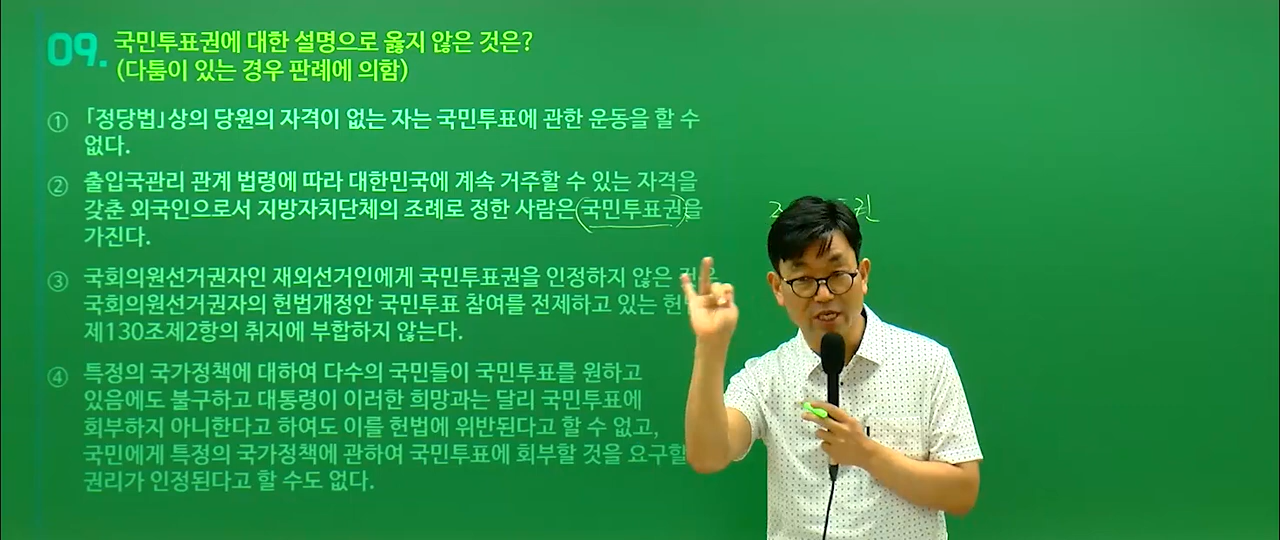 09. 국민투표권에 대한 설명으로 옳지 않은 것은?
(다툼이 있는 경우 판례에 의함)
① 「정당법」상의 당원의 자격이 없는 자는 국민투표에 관한 운동을 할 수
없다.
② 출입국관리 관계 법령에 따라 대한민국에 계속 거주할 수 있는 자격을
갖춘 외국인으로서 지방자치단체의 조례로 정한 사람은 국민투표권을
가진다.
③ 국회의원선거권자인 재외선거인에게 국민투표권을 인정하지 않은 것은
국회의원선거권자의 헌법개정안 국민투표 참여를 전제하고 있는
제130조제2항의 취지에 부합하지 않는다.
④ 특정의 국가정책에 대하여 다수의 국민들이 국민투표를 원하고
있음에도 불구하고 대통령이 이러한 희망과는 달리 국민투표에
회부하지 아니한다고 하여도 이를 헌법에 위반된다고 할 수 없고,
국민에게 특정의 국가정책에 관하여 국민투표에 회부할 것을 요구할
권리가 인정된다고 할 수도 없다.
권